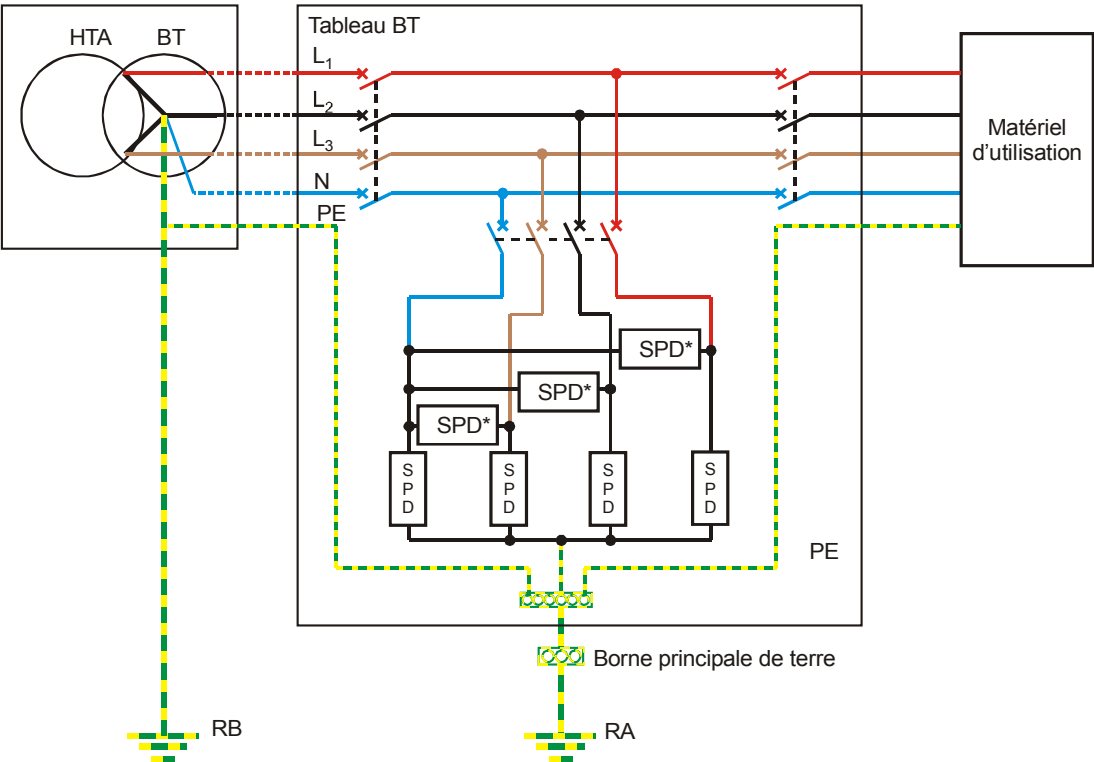 HTA
BT
Tableau BT
L1
L2
L3
N
PE
Matériel
d'utilisation
SPD*
SPD*
SPD*
SPD
SPD
SPD
SPD
PE
Borne principale de terre
RB
RA